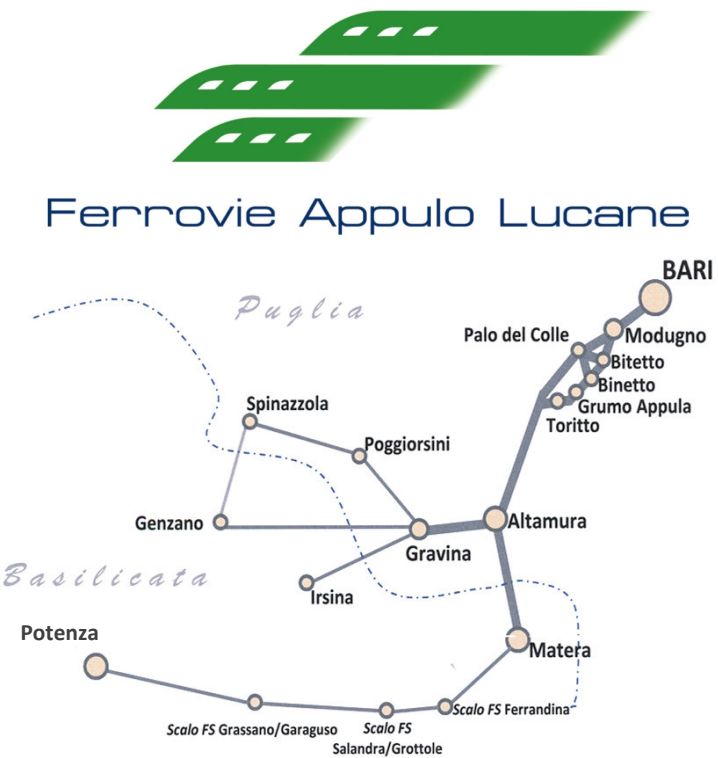 Ferrovie Appulo Lucane
BARI
Puglia
Palo del Colle
Modugno
Bitetto
Binetto
Grumo Appula
Toritto
Spinazzola
Poggiorsini
Genzano
Altamura
Gravina
Basilicata
Irsina
Potenza
Matera
Scalo FS Ferrandina
Scalo FS Grassano/Garaguso
Scalo FS
Salandra/Grottole